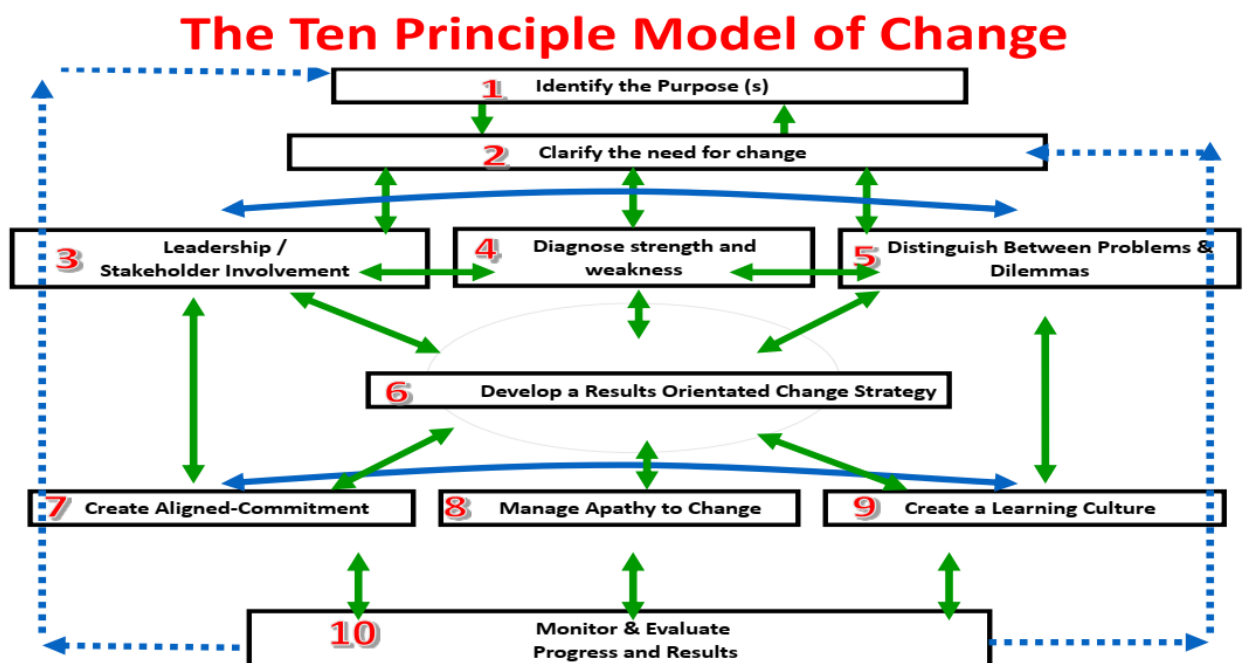 The Ten Principle Model of Change
1 Identify the Purpose (s)
2 Clarify the need for change
3 Leadership /
Stakeholder Involvement
4 Diagnose strength and
weakness
5 Distinguish Between Problems &
Dilemmas
6 Develop a Results Orientated Change Strategy
7 Create Aligned-Commitment
8 Manage Apathy to Change
9 Create a Learning Culture
10 Monitor & Evaluate
Progress and Results